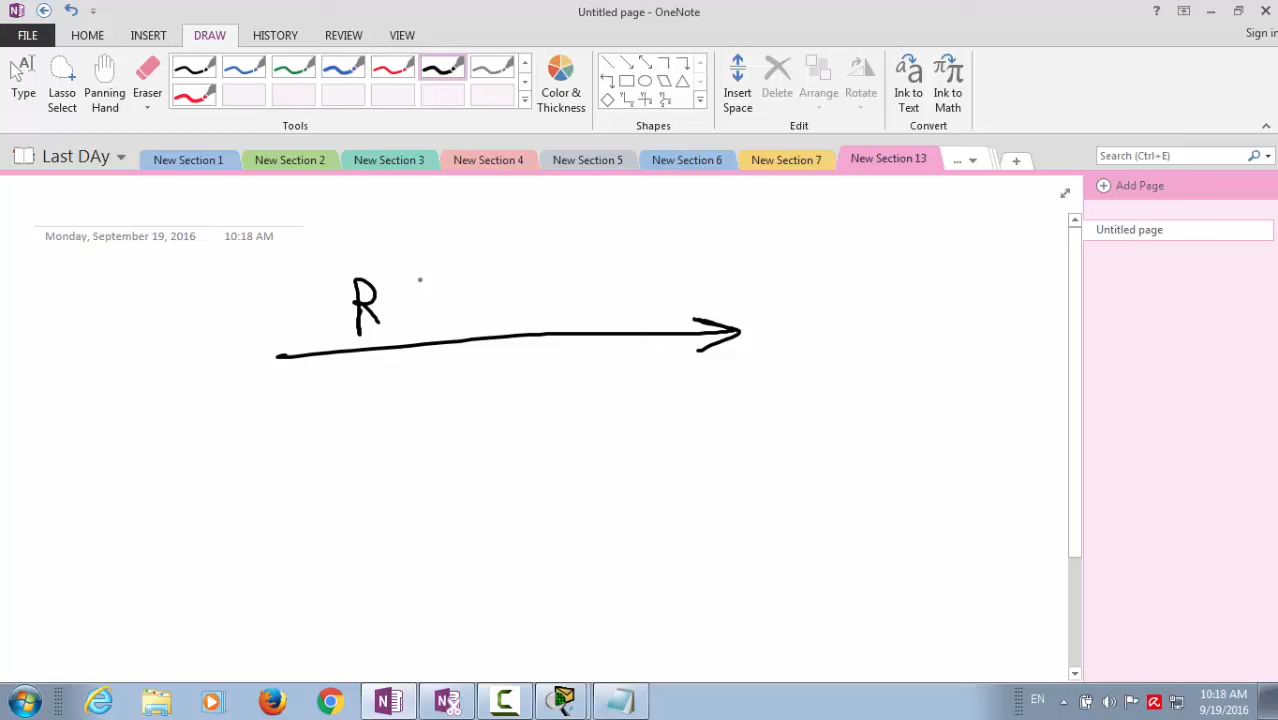 Untitled page - OneNote
?
FILE HOME INSERT DRAW HISTORY REVIEW VIEW
Sign in
Type
Lasso Select
Panning Hand
Eraser
Color & Thickness
Insert Space
Delete
Arrange
Rotate
Ink to Text
Ink to Math
Tools
Shapes
Edit
Convert
Last DAy
New Section 1 New Section 2 New Section 3 New Section 4 New Section 5 New Section 6 New Section 7 New Section 13 ...
Search (Ctrl+E)
Add Page
Untitled page
Monday, September 19, 2016 10:18 AM
R
EN
10:18 AM
9/19/2016